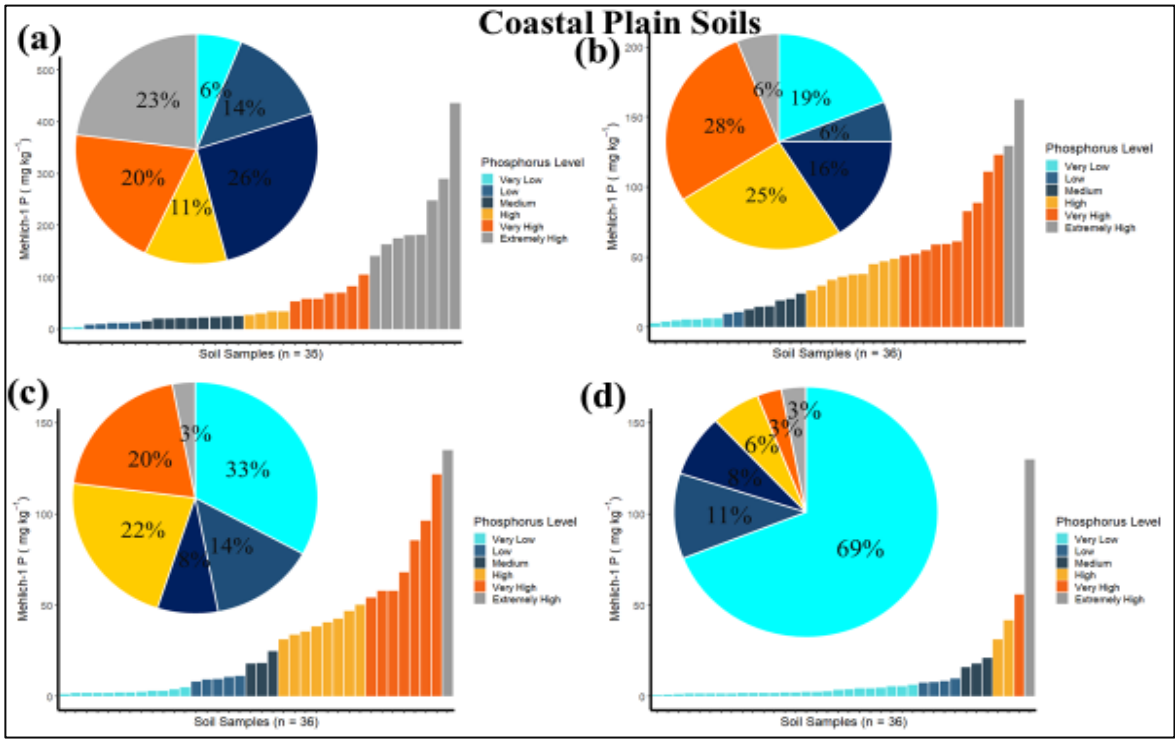 Coastal Plain Soils
(a)
500
400
300
200
100
0
Mehlich-1 P ( mg kg⁻¹)
6%
14%
26%
11%
20%
23%
Phosphorus Level
Very Low
Low
Medium
High
Very High
Extremely High
Soil Samples (n = 35)
(b)
200
150
100
50
0
Mehlich-1 P ( mg kg⁻¹)
19%
6%
16%
25%
28%
6%
Phosphorus Level
Very Low
Low
Medium
High
Very High
Extremely High
Soil Samples (n = 36)
(c)
150
100
50
0
Mehlich-1 P ( mg kg⁻¹)
33%
14%
8%
22%
20%
3%
Phosphorus Level
Very Low
Low
Medium
High
Very High
Extremely High
Soil Samples (n = 36)
(d)
150
100
50
0
Mehlich-1 P ( mg kg⁻¹)
69%
11%
8%
6%
3%
3%
Phosphorus Level
Very Low
Low
Medium
High
Very High
Extremely High
Soil Samples (n = 36)